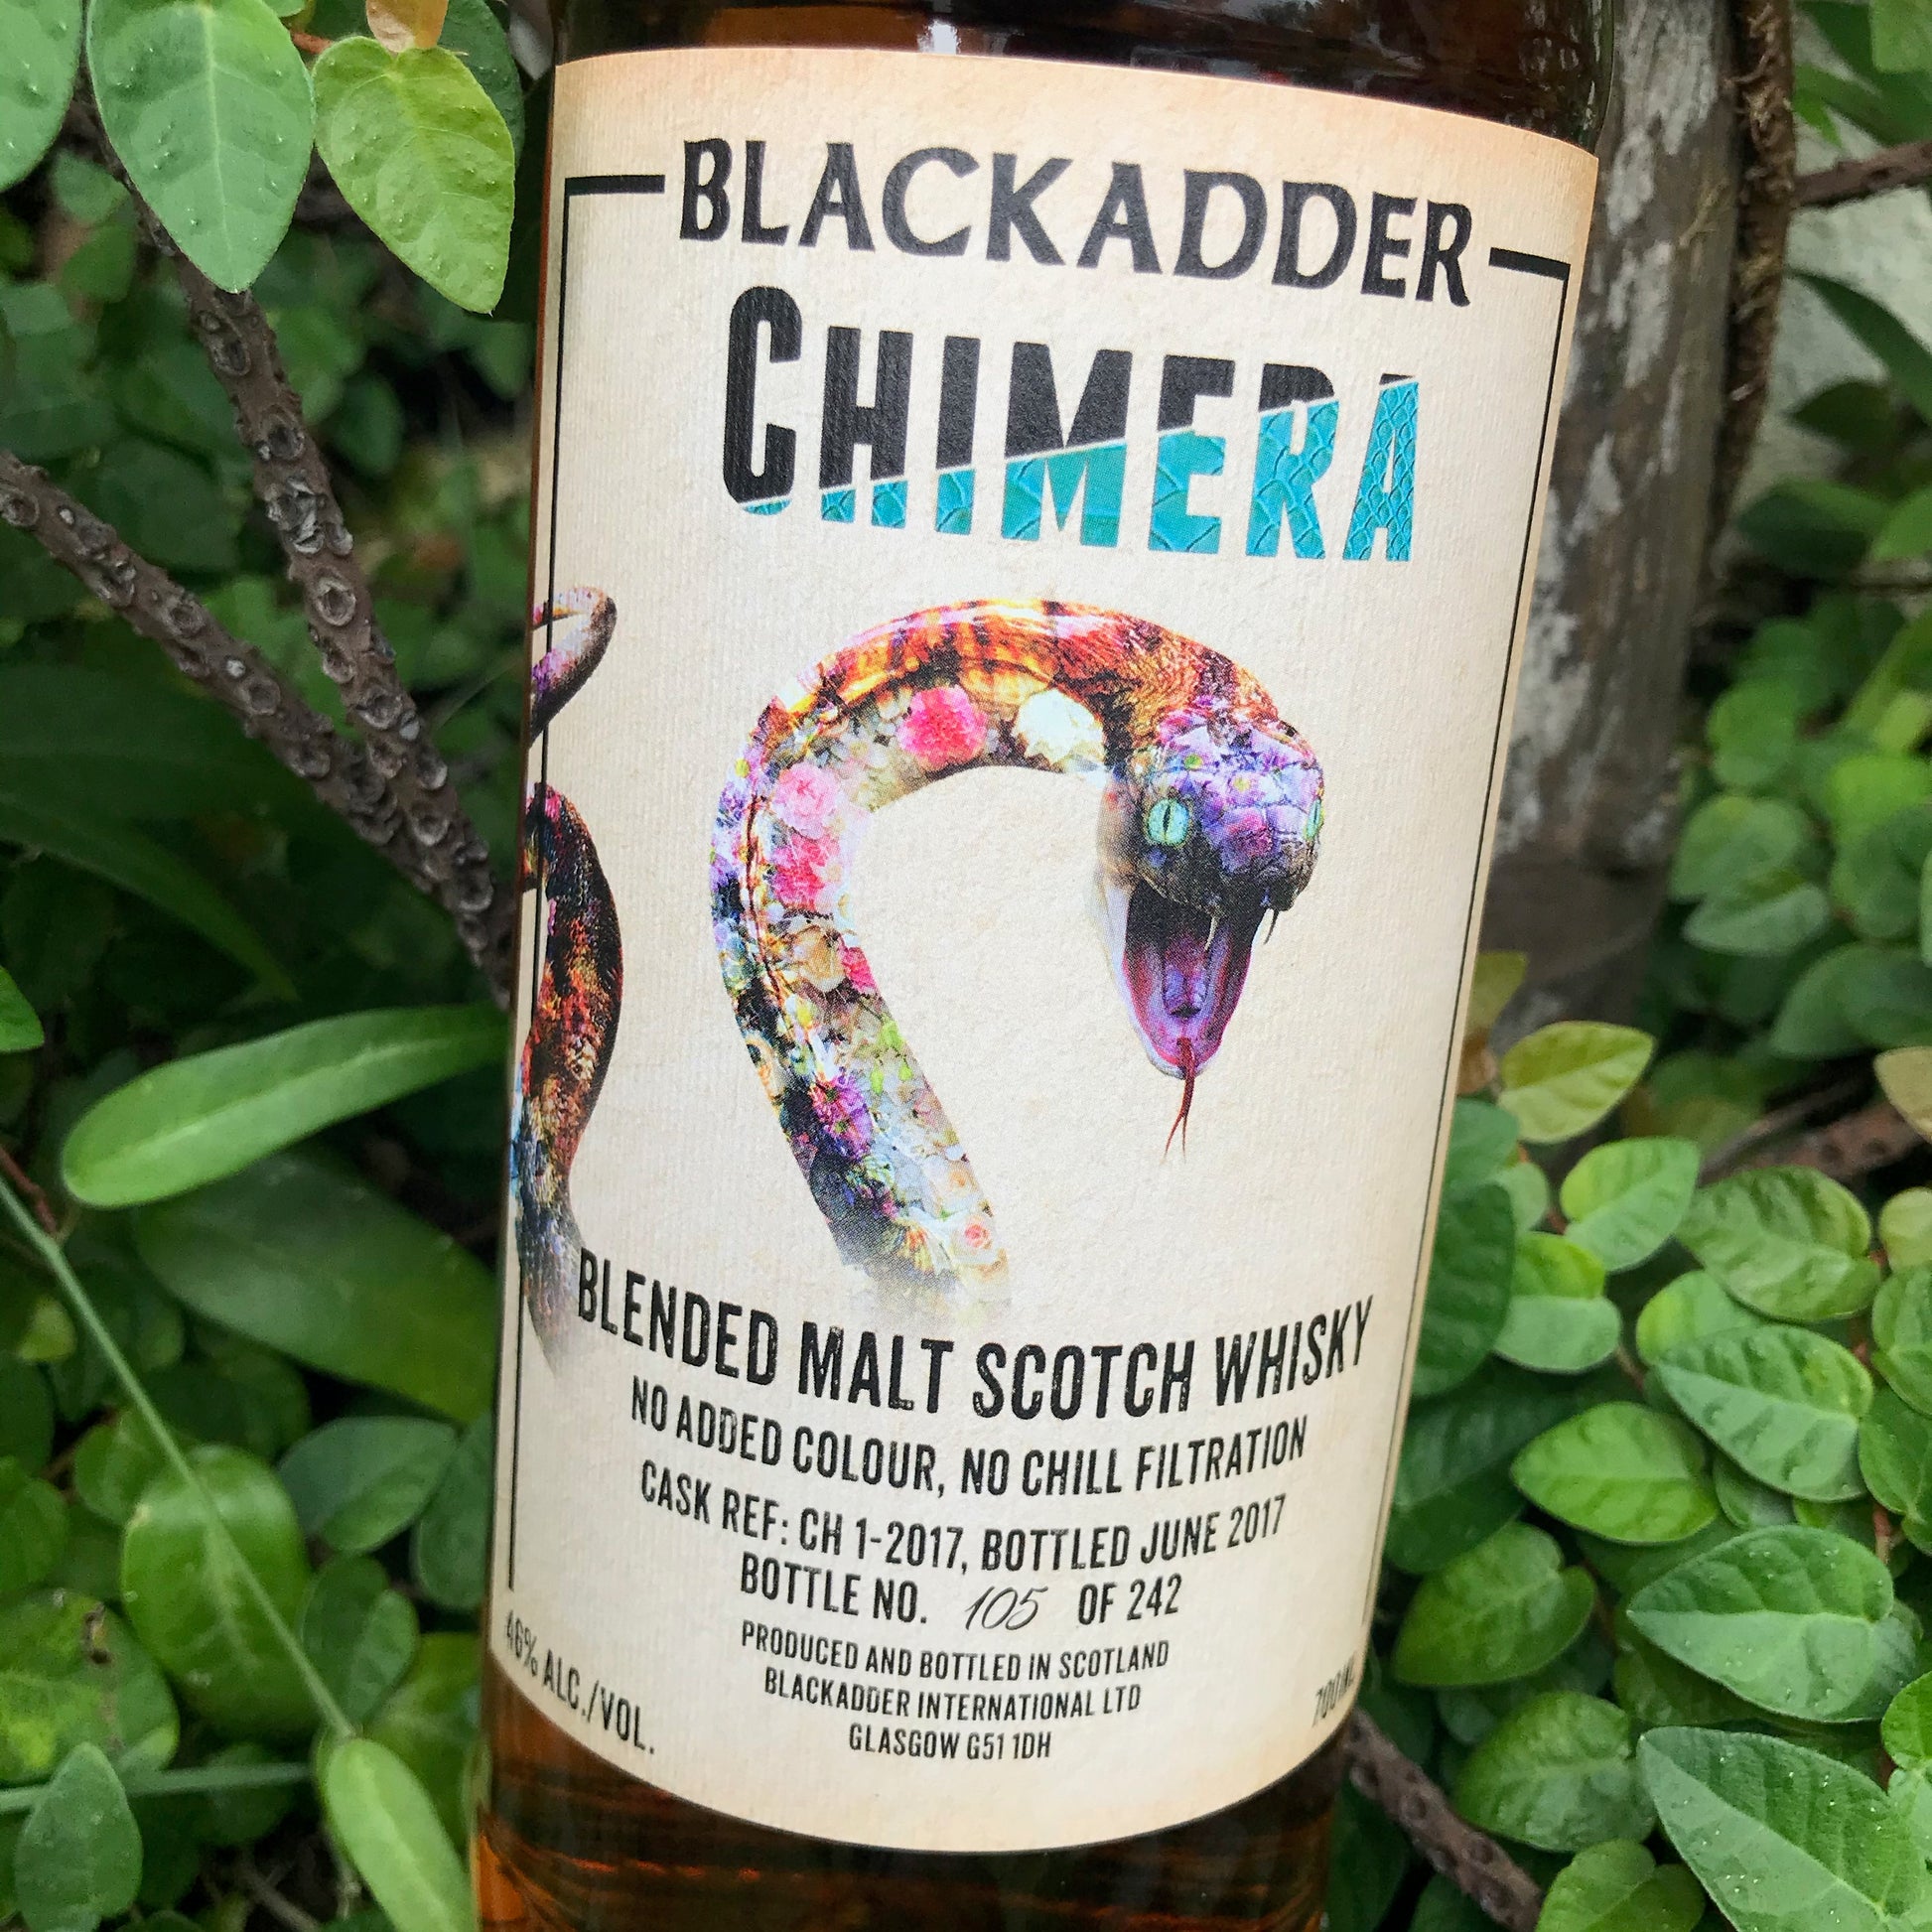 BLACKADDER
CHIMERA
BLENDED MALT SCOTCH WHISKY
NO ADDED COLOUR, NO CHILL FILTRATION
CASK REF: CH 1-2017, BOTTLED JUNE 2017
BOTTLE NO. 105 OF 242
PRODUCED AND BOTTLED IN SCOTLAND
BLACKADDER INTERNATIONAL LTD
GLASGOW G51 1DH
46% ALC./VOL.
700ML